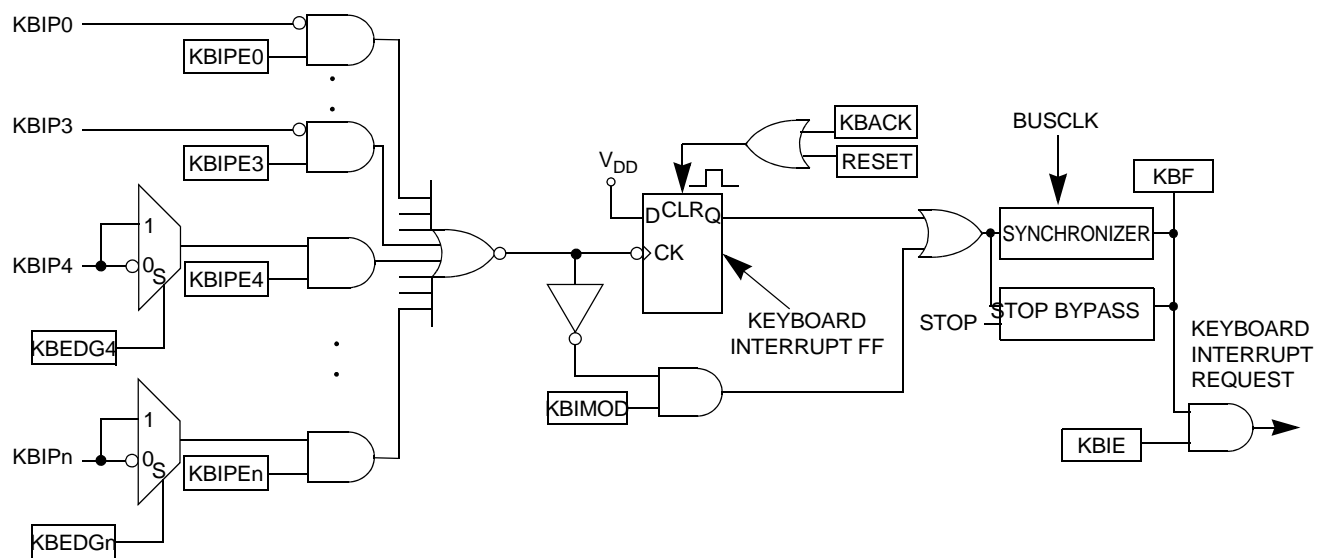 KBIP0
KBIPE0
KBIP3
KBIPE3
1
0
S
KBIP4
KBIPE4
KBEDG4
1
0
S
KBIPn
KBIPEn
KBEDGn
VDD
D CLR Q
CK
KBACK
RESET
KEYBOARD
INTERRUPT FF
KBIMOD
BUSCLK
KBF
SYNCHRONIZER
STOP BYPASS
STOP
KEYBOARD
INTERRUPT
REQUEST
KBIE